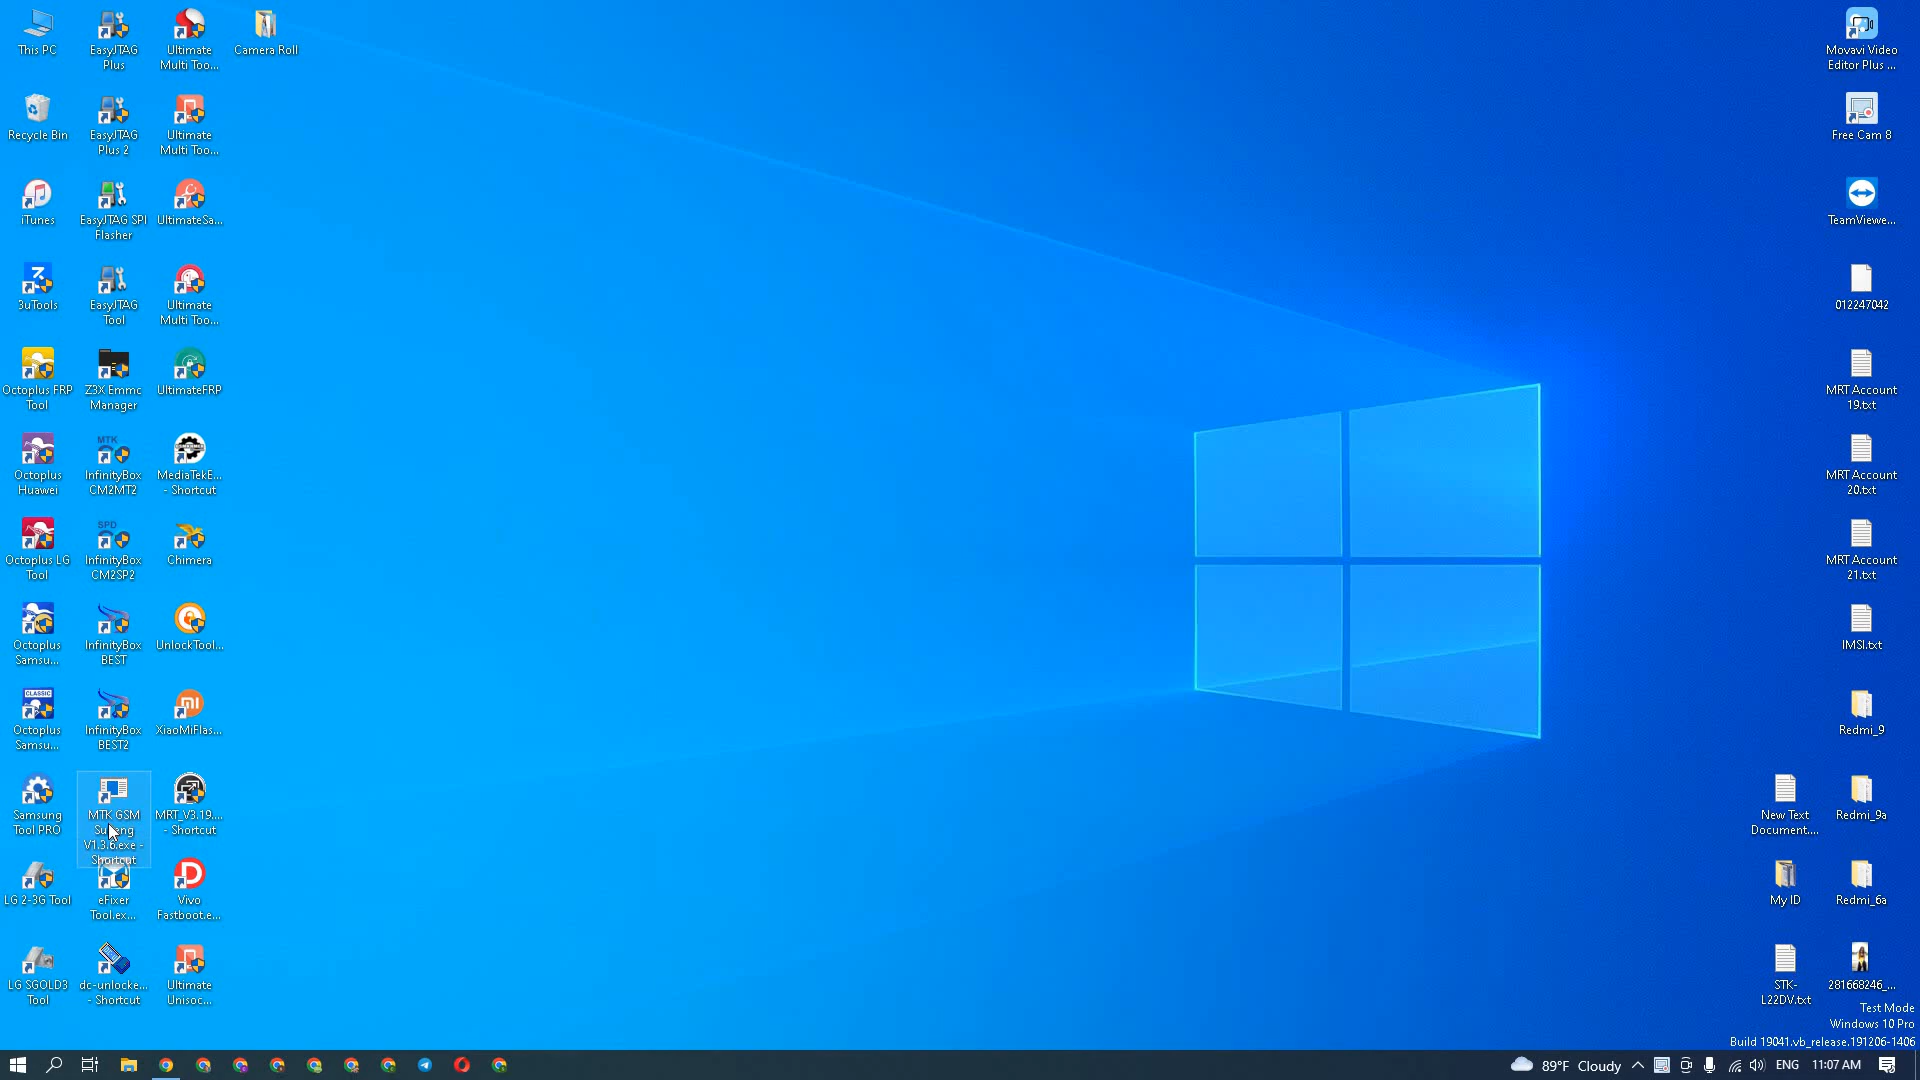 This PC
Recycle Bin
iTunes
3uTools
Octoplus FRP
Tool
Octoplus
Huawei
Octoplus LG
Tool
Octoplus
Samsu...
CLASSIC
Octoplus
Samsu...
Samsung
Tool PRO
LG 2-3G Tool
LG SGOLD3
Tool
EasyJTAG
Plus
EasyJTAG
Plus 2
EasyJTAG SPI
Flasher
EasyJTAG
Tool
Z3X Emmc
Manager
MTK
InfinityBox
CM2MT2
SPD
InfinityBox
CM2SP2
InfinityBox
BEST
InfinityBox
BEST2
MTK GSM
V1.3.6.exe -
Shortcut
eFixer
Tool.ex...
dc-unlocke...
- Shortcut
Ultimate
Multi Too...
Ultimate
Multi Too...
UltimateSa...
Ultimate
Multi Too...
UltimateFRP
MediaTekE...
- Shortcut
Chimera
UnlockTool...
XiaoMiFlas...
MRT_V3.19....
- Shortcut
Vivo
Fastboot.e...
Ultimate
Unisoc...
Camera Roll
New Text
Document....
My ID
STK-
L22DV.txt
Movavi Video
Editor Plus ...
Free Cam 8
TeamViewe...
012247042
MRT Account
19.txt
MRT Account
20.txt
MRT Account
21.txt
IMSI.txt
Redmi_9
Redmi_9a
Redmi_6a
281668246_...
Test Mode
Windows 10 Pro
Build 19041.vb_release.191206-1406
89°F Cloudy
ENG
11:07 AM